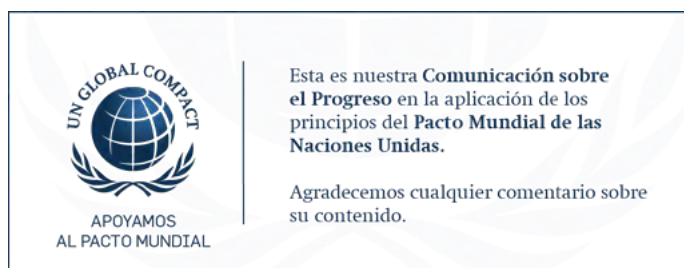 UN GLOBAL COMPACT
APOYAMOS
AL PACTO MUNDIAL
Esta es nuestra Comunicación sobre
el Progreso en la aplicación de los
principios del Pacto Mundial de las
Naciones Unidas.
Agradecemos cualquier comentario sobre
su contenido.